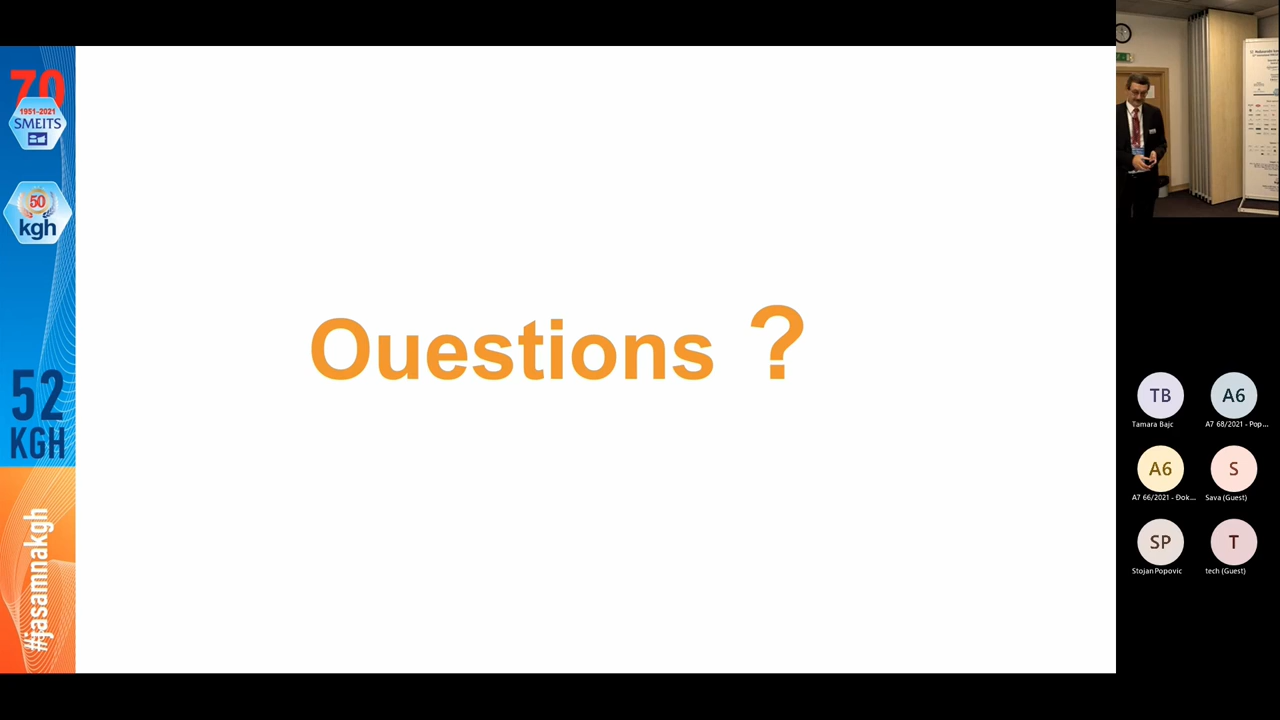 70
1951-2021
SMEITS
50
kgh
52
KGH
#jasamnakgh
Ouestions ?
TB
Tamara Bajc
A6
A7 68/2021 - Pop...
A6
A7 66/2021 - Đok...
S
Sava (Guest)
SP
Stojan Popovic
T
tech (Guest)